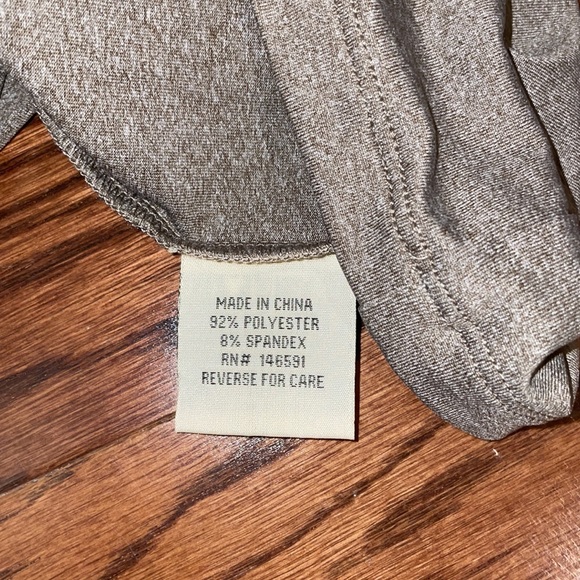 MADE IN CHINA
92% POLYESTER
8% SPANDEX
RN# 146591
REVERSE FOR CARE